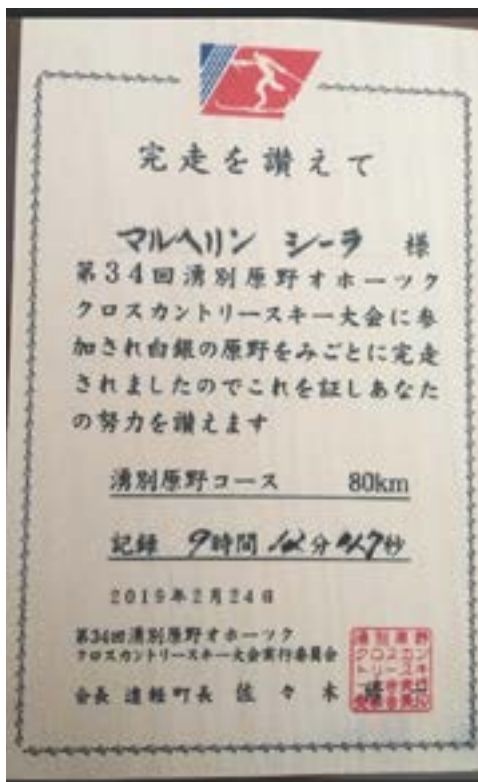 完走を讃えて
マルヘリン シーラ 様
第34回湧別原野オホーツク
クロスカントリースキー大会に参
加され白銀の原野をみごとに完走
されましたのでこれを証しあなた
の努力を讃えます
湧別原野コース 80km
記録 9時間12分47秒
2019年2月24日
第34回湧別原野オホーツク
クロスカントリースキー大会実行委員会
会長 遠軽町長 佐々木